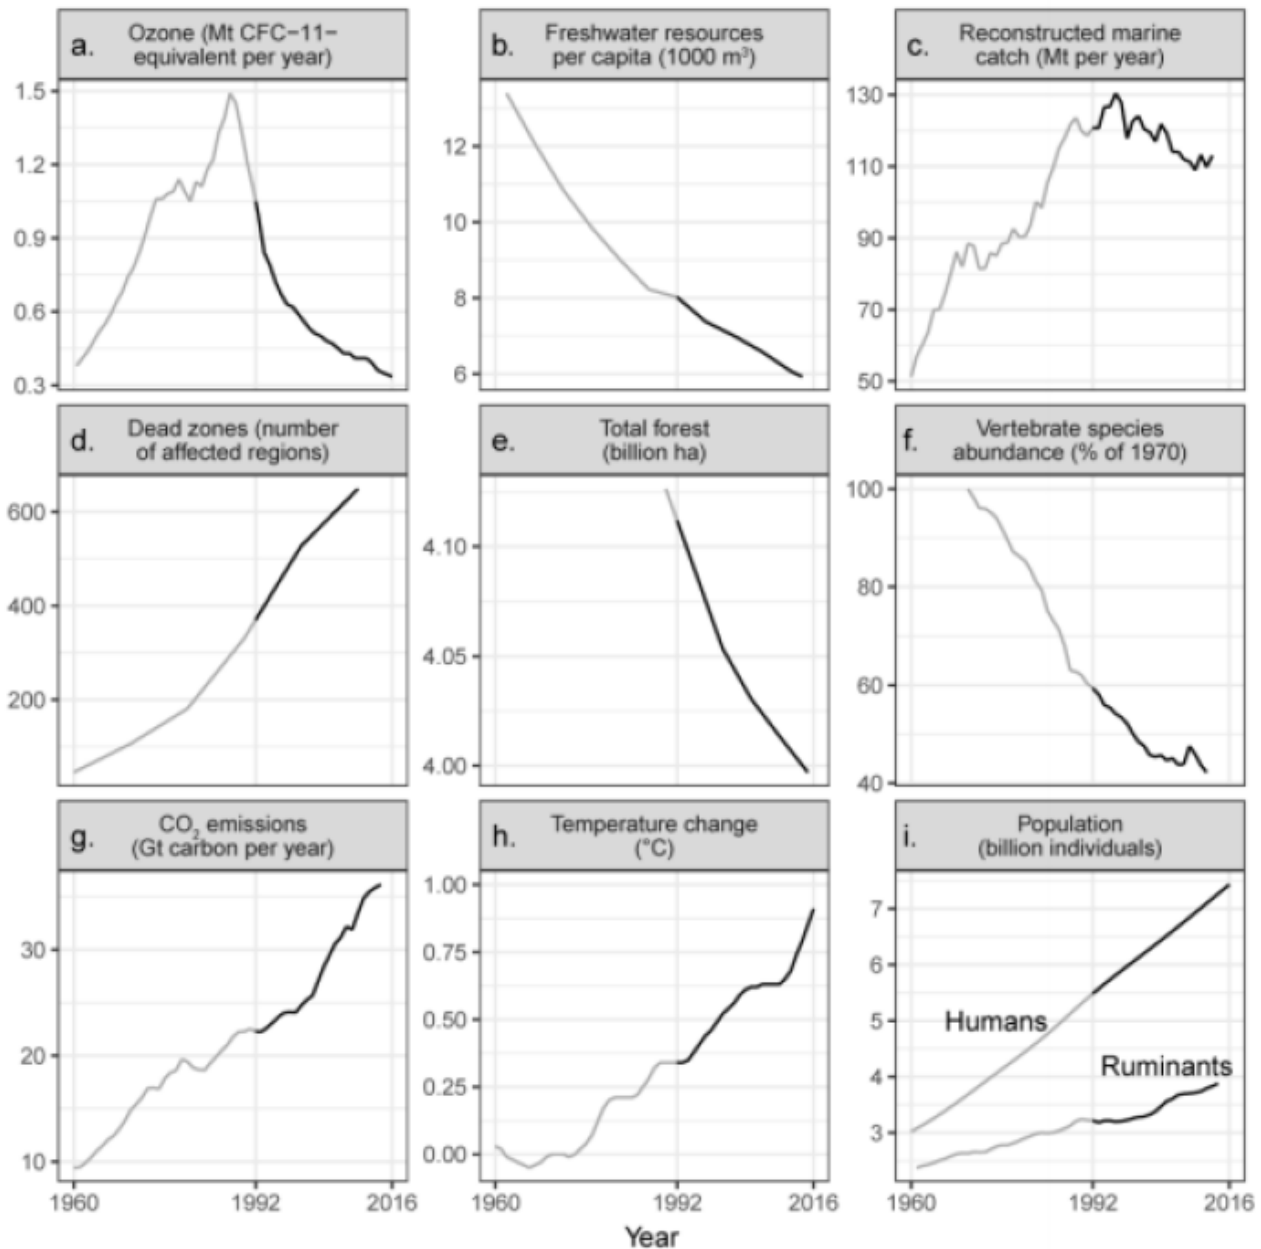 a. Ozone (Mt CFC−11−
equivalent per year)
b. Freshwater resources
per capita (1000 m³)
c. Reconstructed marine
catch (Mt per year)
1.5
1.2
0.9
0.6
0.3
12
10
8
6
130
110
90
70
50
d. Dead zones (number
of affected regions)
e. Total forest
(billion ha)
f. Vertebrate species
abundance (% of 1970)
600
400
200
4.10
4.05
4.00
100
80
60
40
g. CO₂ emissions
(Gt carbon per year)
h. Temperature change
(°C)
i. Population
(billion individuals)
30
20
10
1.00
0.75
0.50
0.25
0.00
7
6
5
4
3
Humans
Ruminants
1960 1992 2016
1960 1992 2016
1960 1992 2016
Year